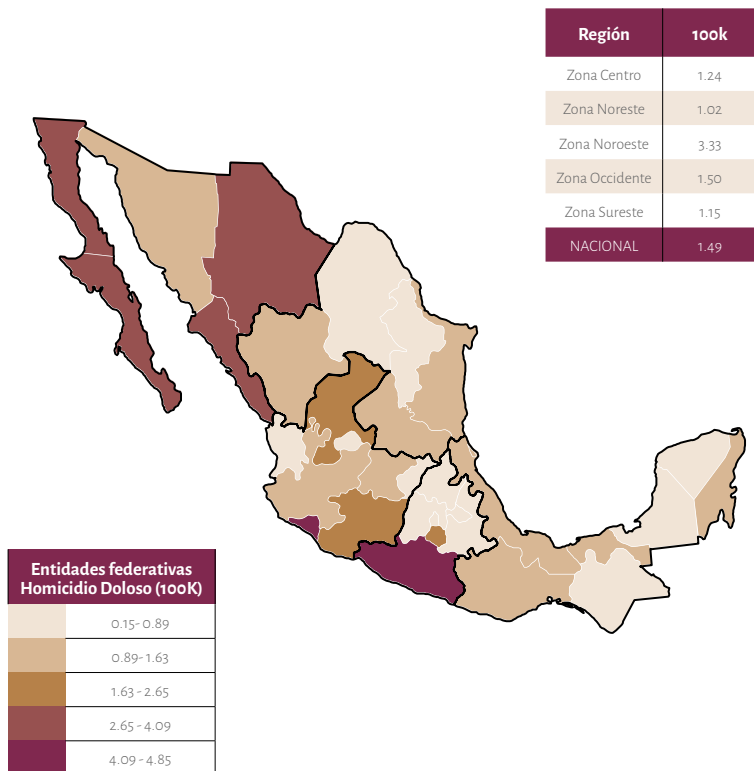 Región 100k
Zona Centro 1.24
Zona Noreste 1.02
Zona Noroeste 3.33
Zona Occidente 1.50
Zona Sureste 1.15
NACIONAL 1.49
Entidades federativas
Homicidio Doloso (100K)
0.15- 0.89
0.89- 1.63
1.63 - 2.65
2.65 - 4.09
4.09 - 4.85